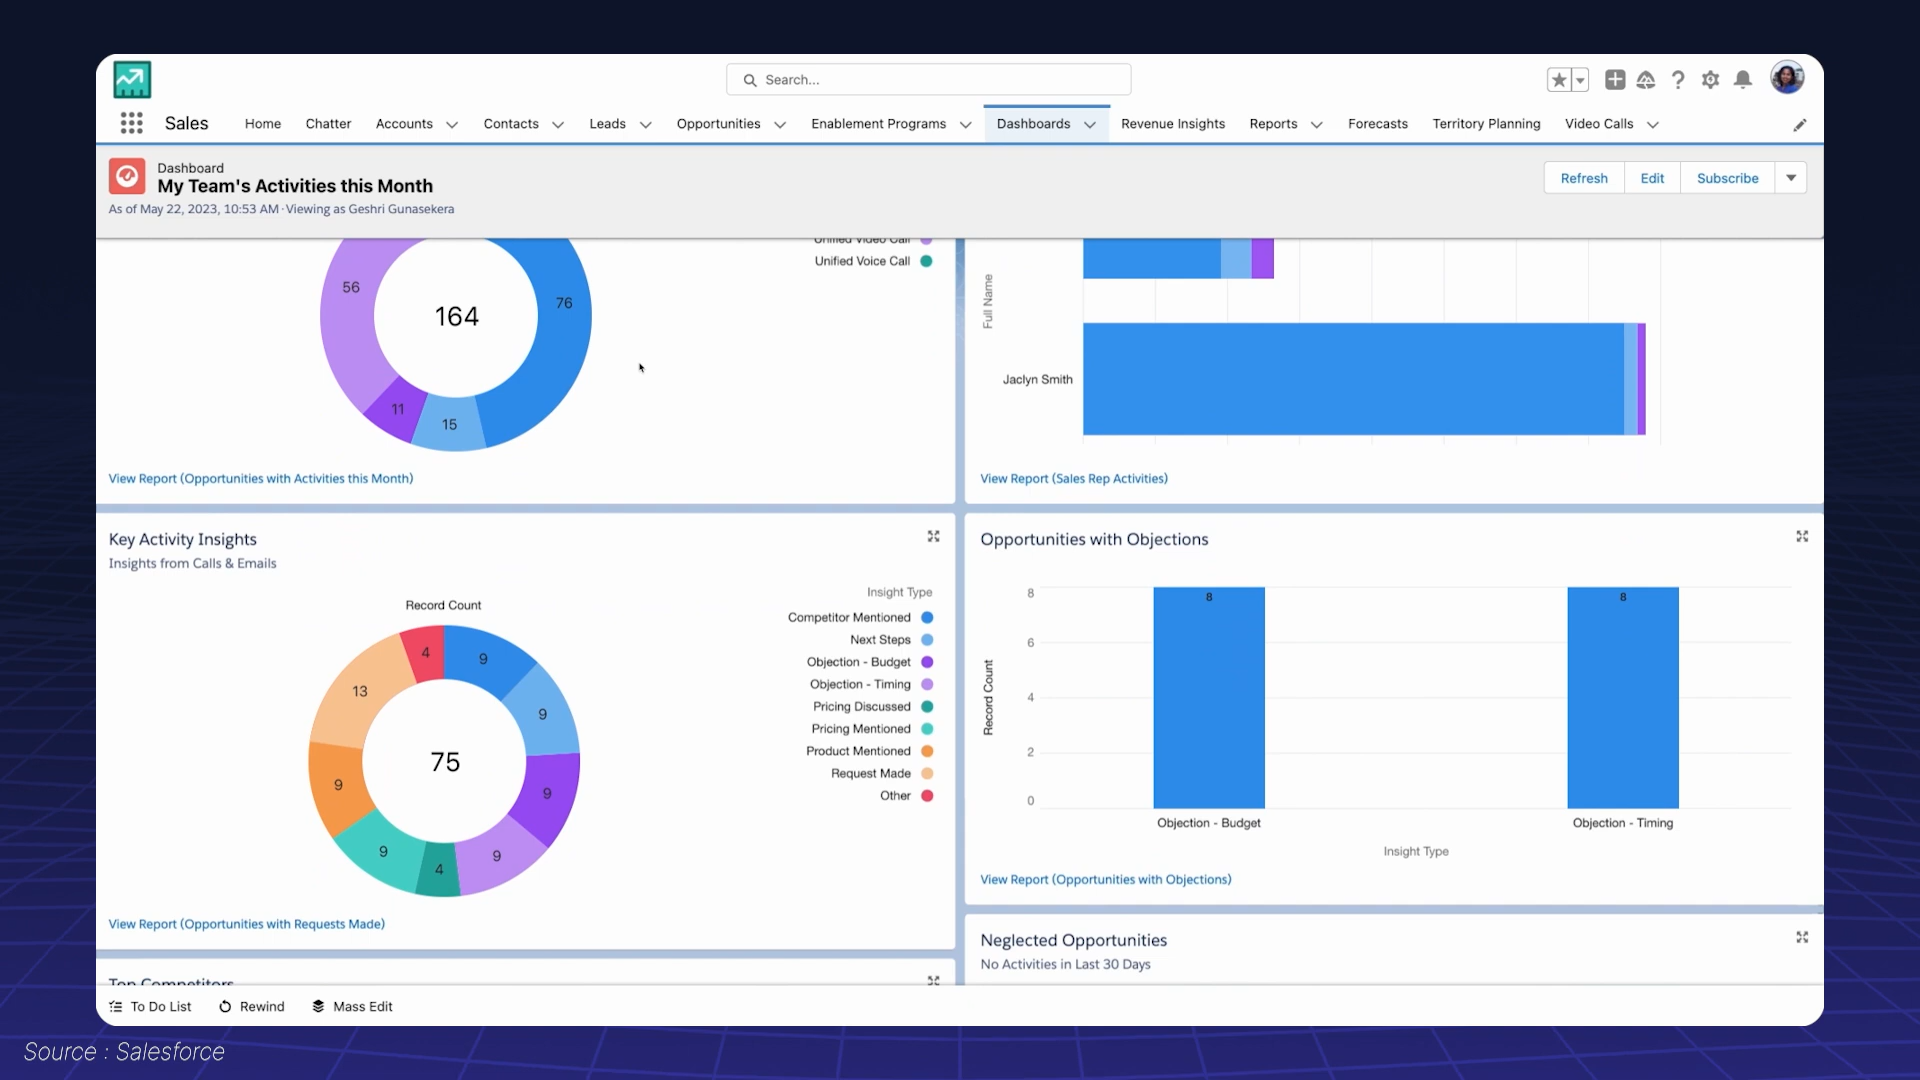 Search...
Sales
Home
Chatter
Accounts
Contacts
Leads
Opportunities
Enablement Programs
Dashboards
Revenue Insights
Reports
Forecasts
Territory Planning
Video Calls
Dashboard
My Team's Activities this Month
As of May 22, 2023, 10:53 AM·Viewing as Geshri Gunasekera
Refresh
Edit
Subscribe
Unified Video Call
Unified Voice Call
56
164
76
11
15
View Report (Opportunities with Activities this Month)
Full Name
Jaclyn Smith
View Report (Sales Rep Activities)
Key Activity Insights
Insights from Calls & Emails
Record Count
4
9
13
9
75
9
9
9
4
9
Insight Type
Competitor Mentioned
Next Steps
Objection - Budget
Objection - Timing
Pricing Discussed
Pricing Mentioned
Product Mentioned
Request Made
Other
View Report (Opportunities with Requests Made)
Opportunities with Objections
Record Count
8
6
4
2
0
8
8
Objection - Budget
Objection - Timing
Insight Type
View Report (Opportunities with Objections)
Neglected Opportunities
No Activities in Last 30 Days
Top Competitors
To Do List
Rewind
Mass Edit
Source : Salesforce